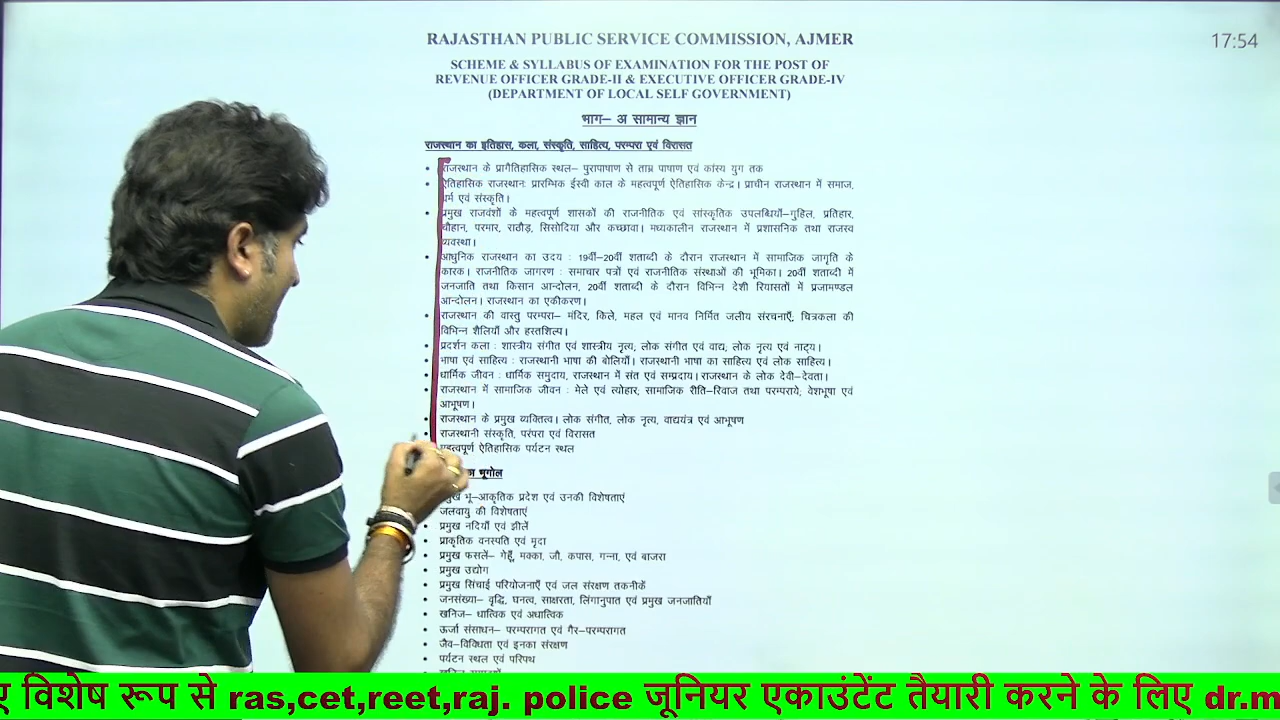 RAJASTHAN PUBLIC SERVICE COMMISSION, AJMER
17:54
SCHEME & SYLLABUS OF EXAMINATION FOR THE POST OF
REVENUE OFFICER GRADE-II & EXECUTIVE OFFICER GRADE-IV
(DEPARTMENT OF LOCAL SELF GOVERNMENT)
भाग– अ सामान्य ज्ञान
राजस्थान का इतिहास, कला, संस्कृति, साहित्य, परम्परा एवं विरासत
• राजस्थान के प्रागैतिहासिक स्थल– पुरापाषाण से ताम्र पाषाण एवं कांस्य युग तक
• ऐतिहासिक राजस्थान: प्रारम्भिक ईस्वी काल के महत्वपूर्ण ऐतिहासिक केन्द्र। प्राचीन राजस्थान में समाज,
धर्म एवं संस्कृति।
• प्रमुख राजवंशों के महत्वपूर्ण शासकों की राजनीतिक एवं सांस्कृतिक उपलब्धियाँ–गुहिल, प्रतिहार,
चौहान, परमार, राठौड़, सिसोदिया और कच्छावा। मध्यकालीन राजस्थान में प्रशासनिक तथा राजस्व
व्यवस्था।
• आधुनिक राजस्थान का उदय : 19वीं–20वीं शताब्दी के दौरान राजस्थान में सामाजिक जागृति के
कारक। राजनीतिक जागरण : समाचार पत्रों एवं राजनीतिक संस्थाओं की भूमिका। 20वीं शताब्दी में
जनजाति तथा किसान आन्दोलन, 20वीं शताब्दी के दौरान विभिन्न देशी रियासतों में प्रजामण्डल
आन्दोलन। राजस्थान का एकीकरण।
• राजस्थान की वास्तु परम्परा– मंदिर, किले, महल एवं मानव निर्मित जलीय संरचनाएँ; चित्रकला की
विभिन्न शैलियाँ और हस्तशिल्प।
• प्रदर्शन कला : शास्त्रीय संगीत एवं शास्त्रीय नृत्य, लोक संगीत एवं वाद्य, लोक नृत्य एवं नाट्य।
• भाषा एवं साहित्य : राजस्थानी भाषा की बोलियाँ। राजस्थानी भाषा का साहित्य एवं लोक साहित्य।
• धार्मिक जीवन : धार्मिक समुदाय, राजस्थान में संत एवं सम्प्रदाय। राजस्थान के लोक देवी–देवता।
• राजस्थान में सामाजिक जीवन : मेले एवं त्योहार; सामाजिक रीति–रिवाज तथा परम्पराये; वेशभूषा एवं
आभूषण।
• राजस्थान के प्रमुख व्यक्तित्व। लोक संगीत, लोक नृत्य, वाद्ययंत्र एवं आभूषण
• राजस्थानी संस्कृति, परंपरा एवं विरासत
महत्वपूर्ण ऐतिहासिक पर्यटन स्थल
का भूगोल
प्रमुख भू–आकृतिक प्रदेश एवं उनकी विशेषताएं
• जलवायु की विशेषताएं
• प्रमुख नदियाँ एवं झीलें
• प्राकृतिक वनस्पति एवं मृदा
• प्रमुख फसलें– गेहूँ, मक्का, जौ, कपास, गन्ना, एवं बाजरा
• प्रमुख उद्योग
• प्रमुख सिंचाई परियोजनाएँ एवं जल संरक्षण तकनीकें
• जनसंख्या– वृद्धि, घनत्व, साक्षरता, लिंगानुपात एवं प्रमुख जनजातियाँ
• खनिज– धात्विक एवं अधात्विक
• ऊर्जा संसाधन– परम्परागत एवं गैर–परम्परागत
• जैव–विविधता एवं इनका संरक्षण
• पर्यटन स्थल एवं परिपथ
विशेष रूप से ras,cet,reet,raj. police जूनियर एकाउंटेंट तैयारी करने के लिए dr.m